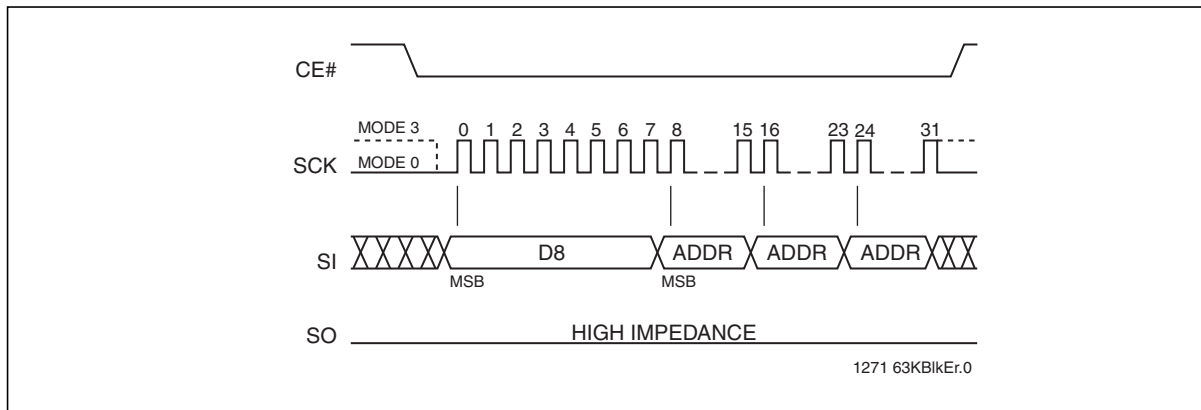 CE#
MODE 3
0 1 2 3 4 5 6 7 8 15 16 23 24 31
SCK MODE 0
SI D8 ADDR ADDR ADDR
MSB MSB
SO HIGH IMPEDANCE
1271 63KBlkEr.0